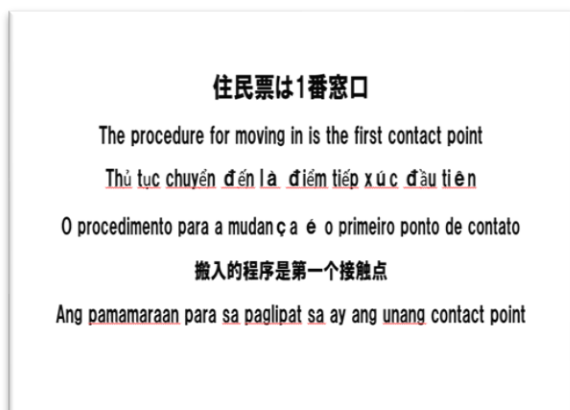 住民票は1番窓口
The procedure for moving in is the first contact point
Thủ tục chuyển đến là điểm tiếp xúc đầu tiên
O procedimento para a mudança é o primeiro ponto de contato
搬入的程序是第一个接触点
Ang pamamaraan para sa paglipat sa ay ang unang contact point